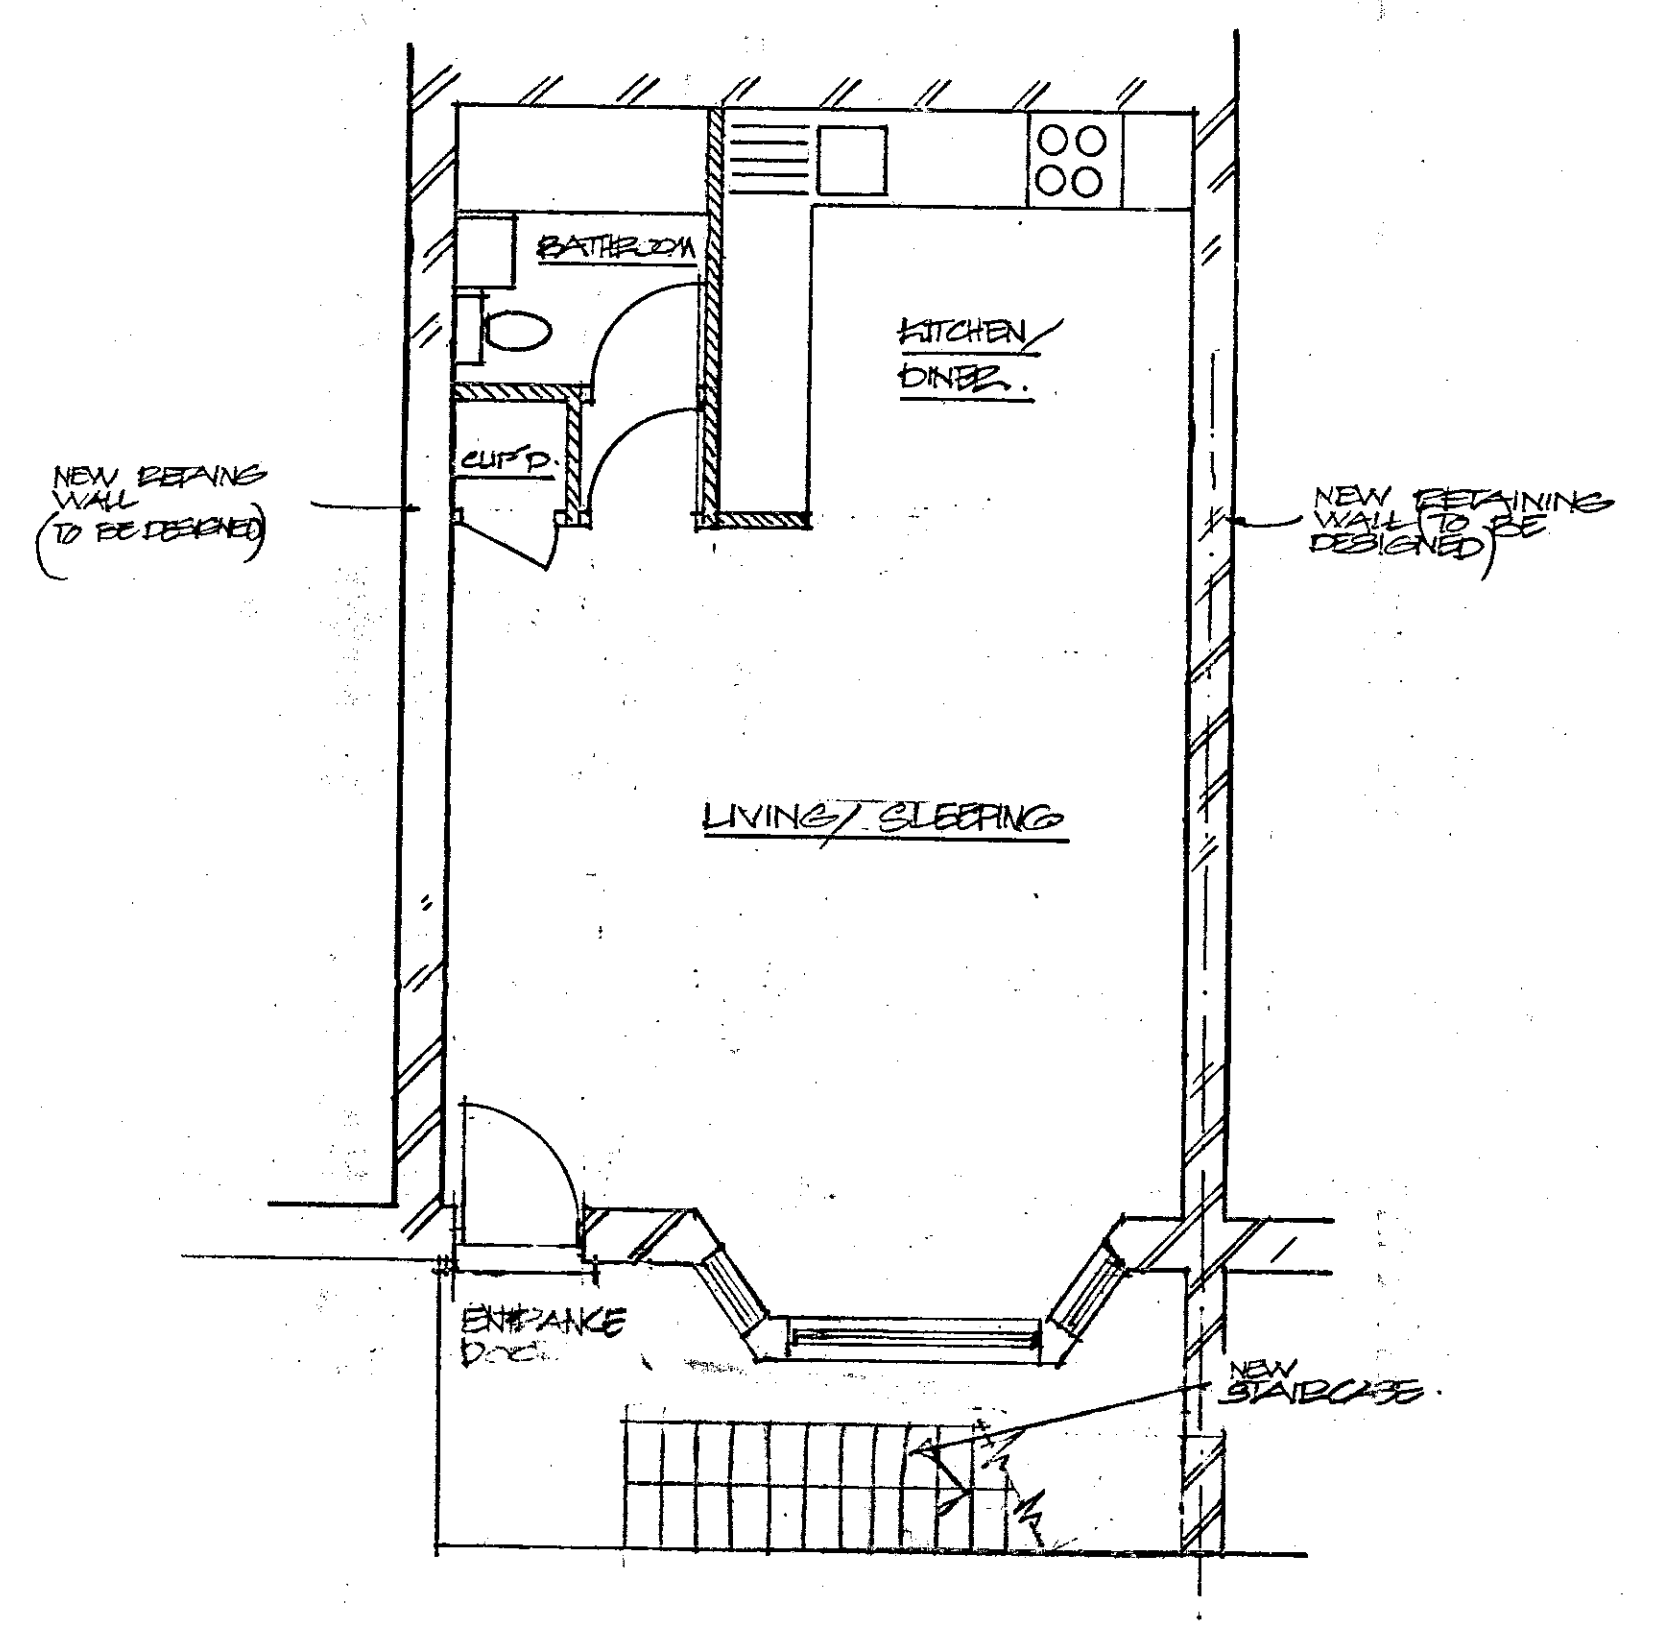 BATHROOM
KITCHEN/
DINER.
CUP'D.
NEW RETAING
WALL
(TO BE DESIGNED)
NEW RETAINING
WALL (TO BE
DESIGNED)
LIVING/ SLEEPING
ENTRANCE
NEW
STAIRCASE.